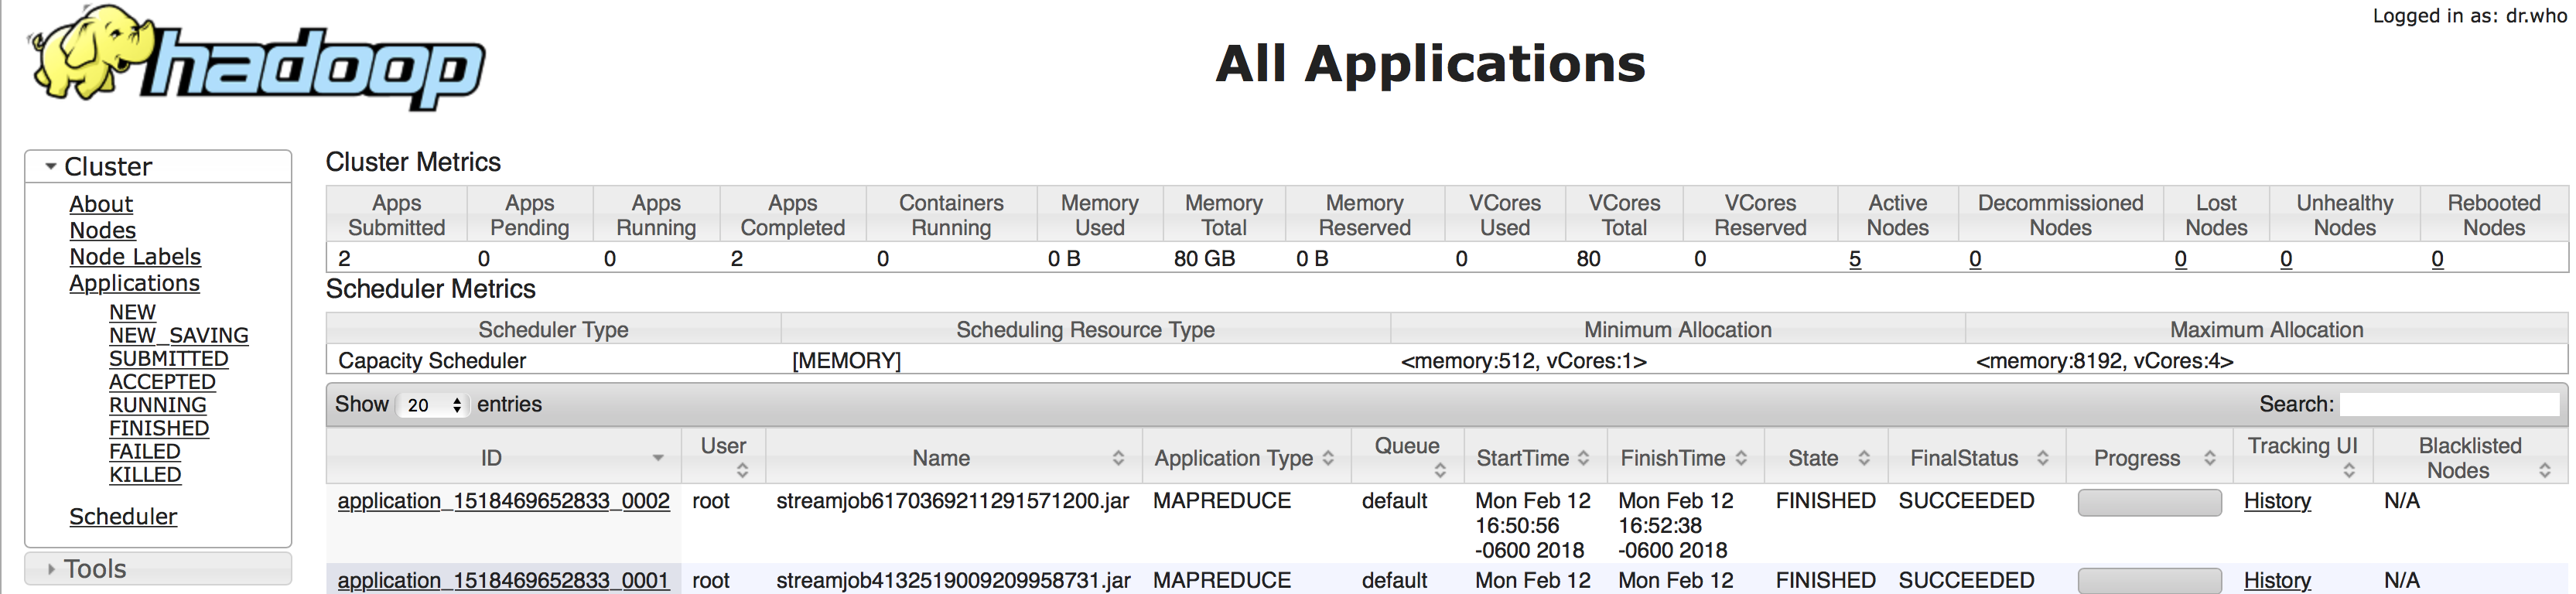 Logged in as: dr.who
hadoop
All Applications
Cluster
About
Nodes
Node Labels
Applications
NEW
NEW_SAVING
SUBMITTED
ACCEPTED
RUNNING
FINISHED
FAILED
KILLED
Scheduler
Tools
Cluster Metrics
Apps Submitted Apps Pending Apps Running Apps Completed Containers Running Memory Used Memory Total Memory Reserved VCores Used VCores Total VCores Reserved Active Nodes Decommissioned Nodes Lost Nodes Unhealthy Nodes Rebooted Nodes
2 0 0 2 0 0 B 80 GB 0 B 0 80 0 5 0 0 0 0
Scheduler Metrics
Scheduler Type Scheduling Resource Type Minimum Allocation Maximum Allocation
Capacity Scheduler [MEMORY] <memory:512, vCores:1> <memory:8192, vCores:4>
Show 20 entries Search:
ID User Name Application Type Queue StartTime FinishTime State FinalStatus Progress Tracking UI Blacklisted Nodes
application_1518469652833_0002 root streamjob6170369211291571200.jar MAPREDUCE default Mon Feb 12 16:50:56 -0600 2018 Mon Feb 12 16:52:38 -0600 2018 FINISHED SUCCEEDED History N/A
application_1518469652833_0001 root streamjob4132519009209958731.jar MAPREDUCE default Mon Feb 12 Mon Feb 12 FINISHED SUCCEEDED History N/A